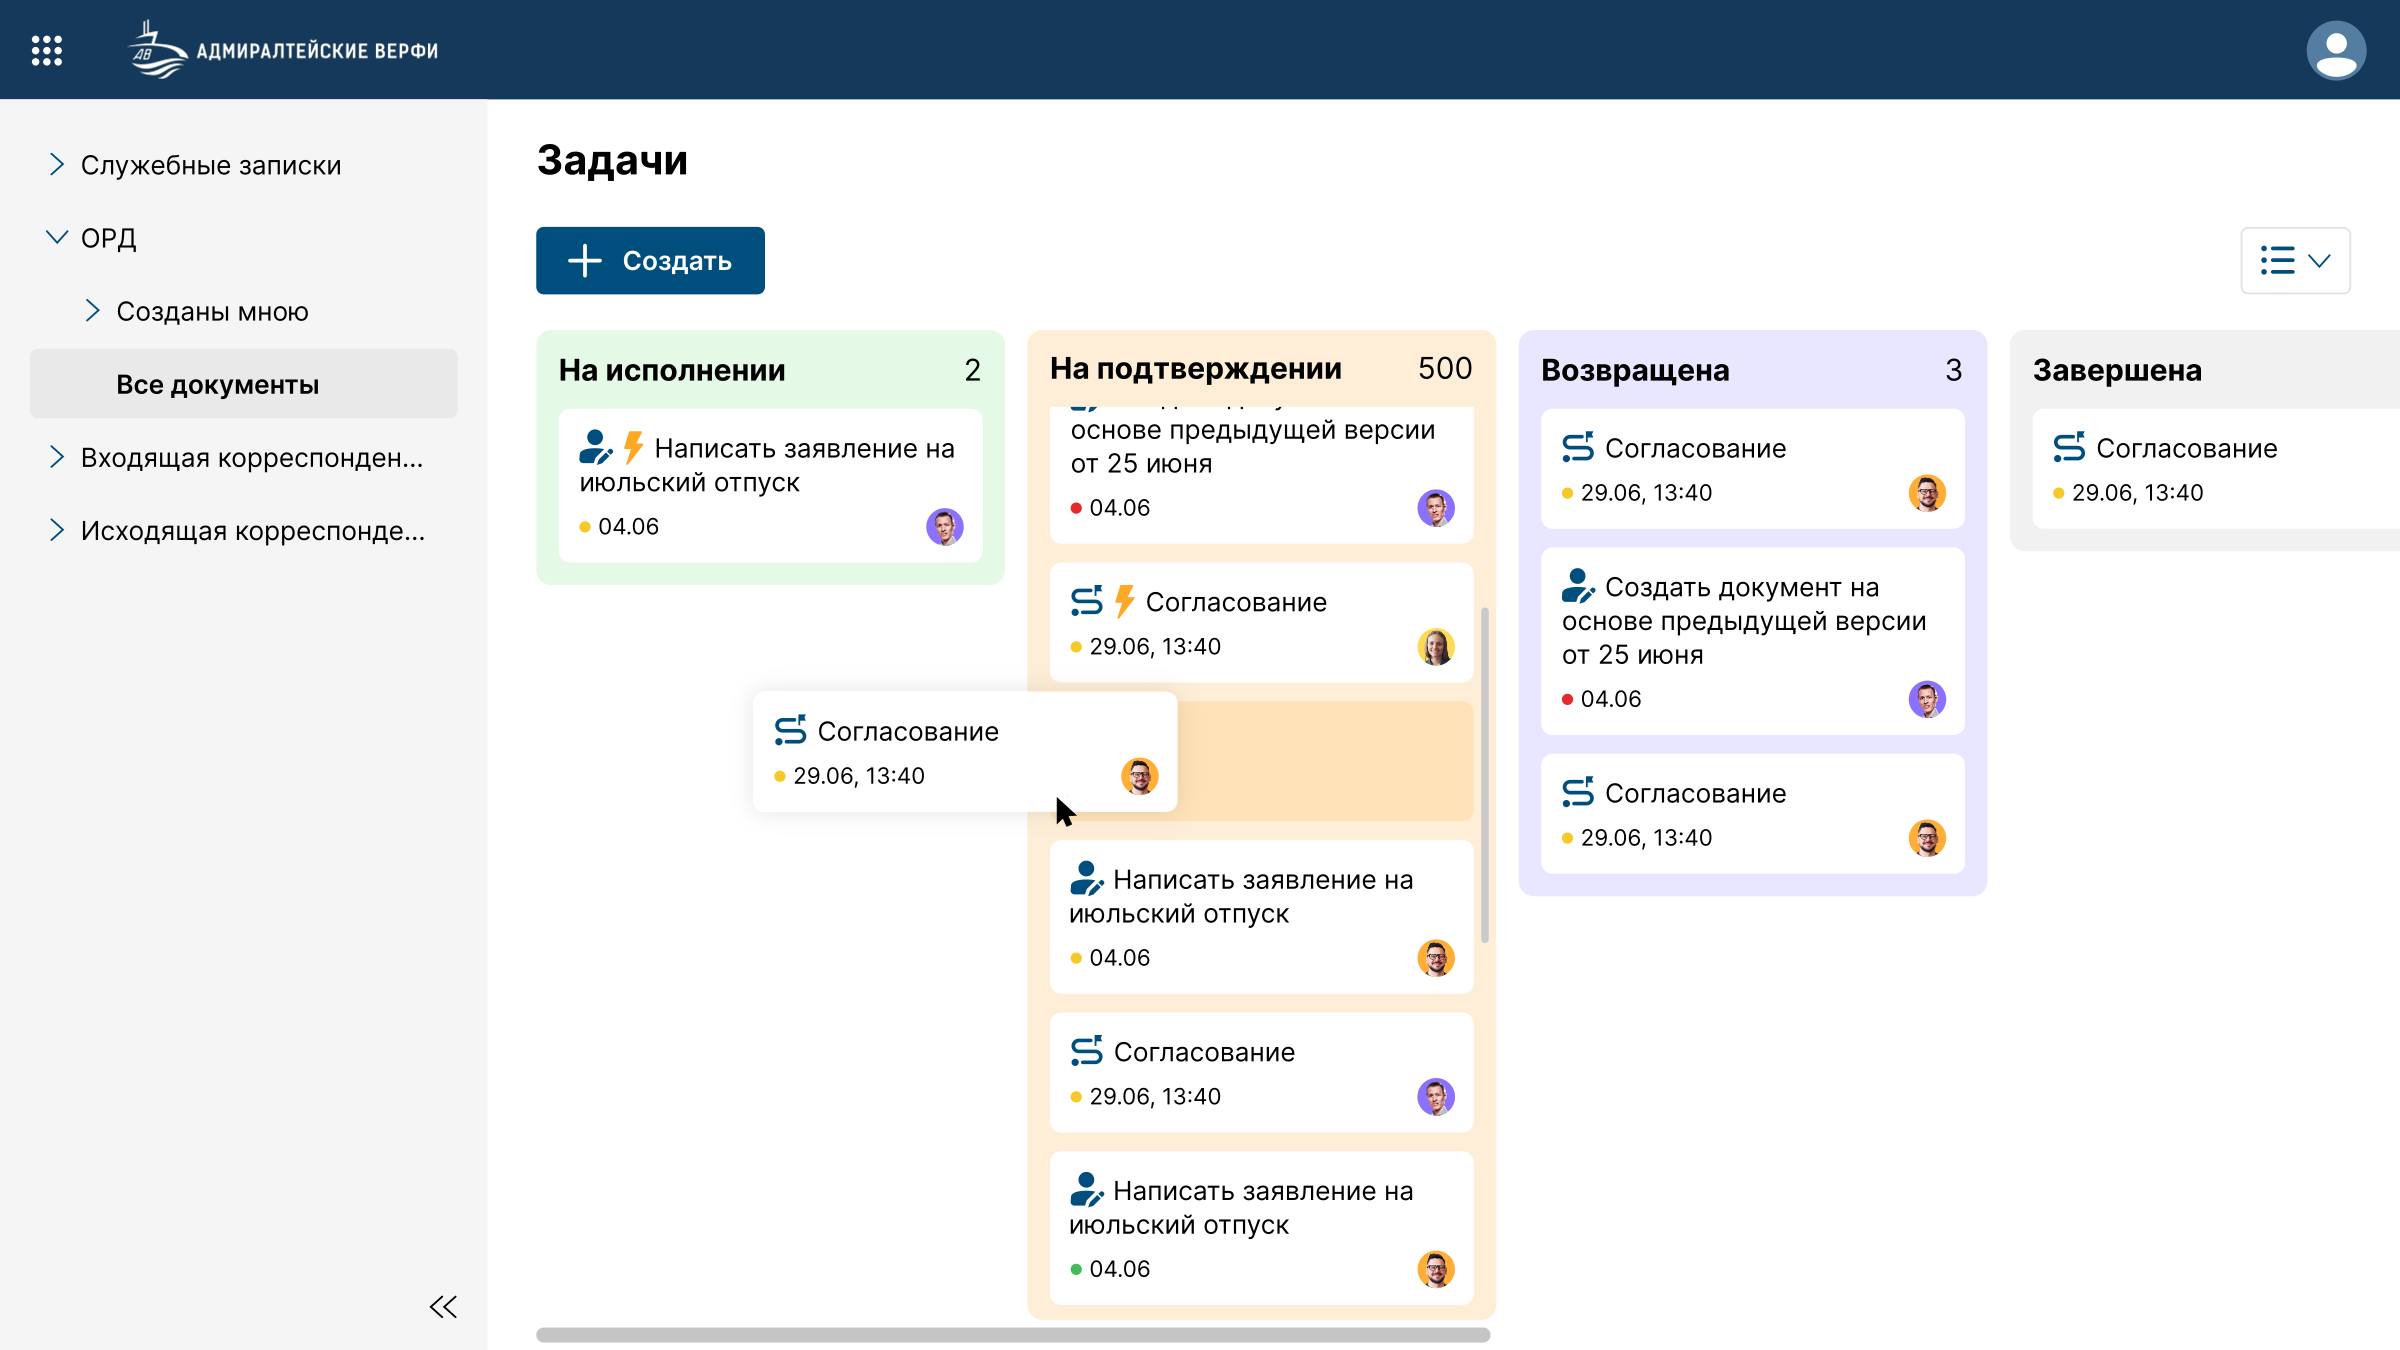 АДМИРАЛТЕЙСКИЕ ВЕРФИ
Служебные записки
ОРД
Созданы мною
Все документы
Входящая корреспонден...
Исходящая корреспонде...
Задачи
Создать
На исполнении 2
Написать заявление на
июльский отпуск
04.06
На подтверждении 500
основе предыдущей версии
от 25 июня
04.06
Согласование
29.06, 13:40
Согласование
29.06, 13:40
Написать заявление на
июльский отпуск
04.06
Согласование
29.06, 13:40
Написать заявление на
июльский отпуск
04.06
Возвращена 3
Согласование
29.06, 13:40
Создать документ на
основе предыдущей версии
от 25 июня
04.06
Согласование
29.06, 13:40
Завершена
Согласование
29.06, 13:40